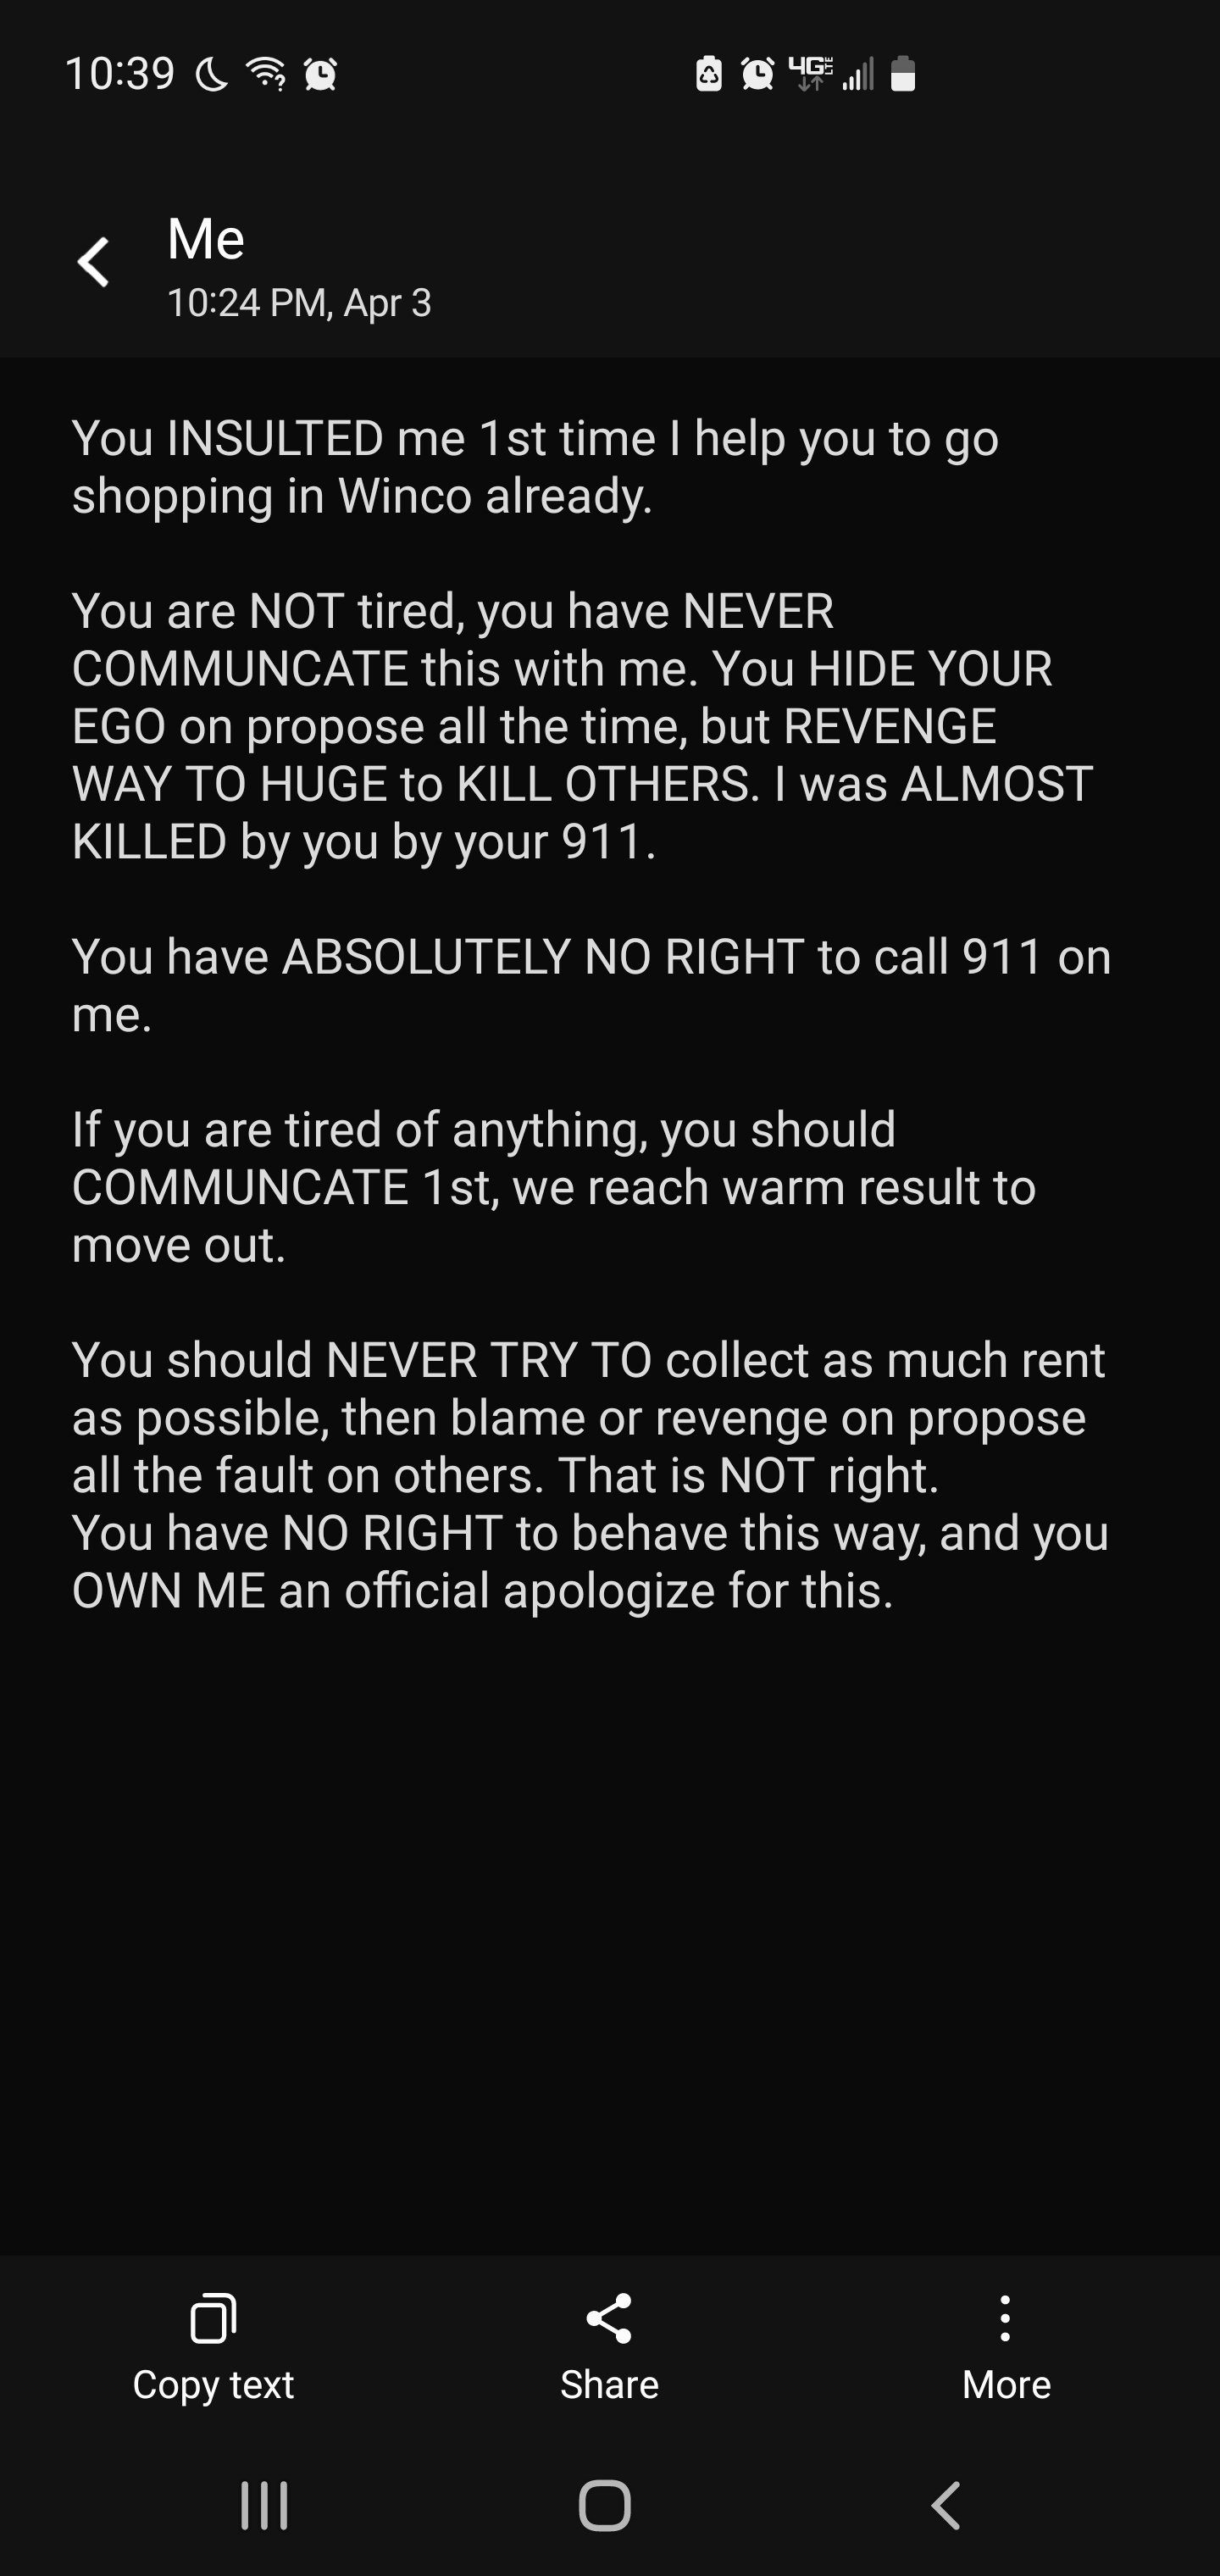 10:39
4G LTE
Me
10:24 PM, Apr 3
You INSULTED me 1st time I help you to go
shopping in Winco already.
You are NOT tired, you have NEVER
COMMUNCATE this with me. You HIDE YOUR
EGO on propose all the time, but REVENGE
WAY TO HUGE to KILL OTHERS. I was ALMOST
KILLED by you by your 911.
You have ABSOLUTELY NO RIGHT to call 911 on
me.
If you are tired of anything, you should
COMMUNCATE 1st, we reach warm result to
move out.
You should NEVER TRY TO collect as much rent
as possible, then blame or revenge on propose
all the fault on others. That is NOT right.
You have NO RIGHT to behave this way, and you
OWN ME an official apologize for this.
Copy text
Share
More